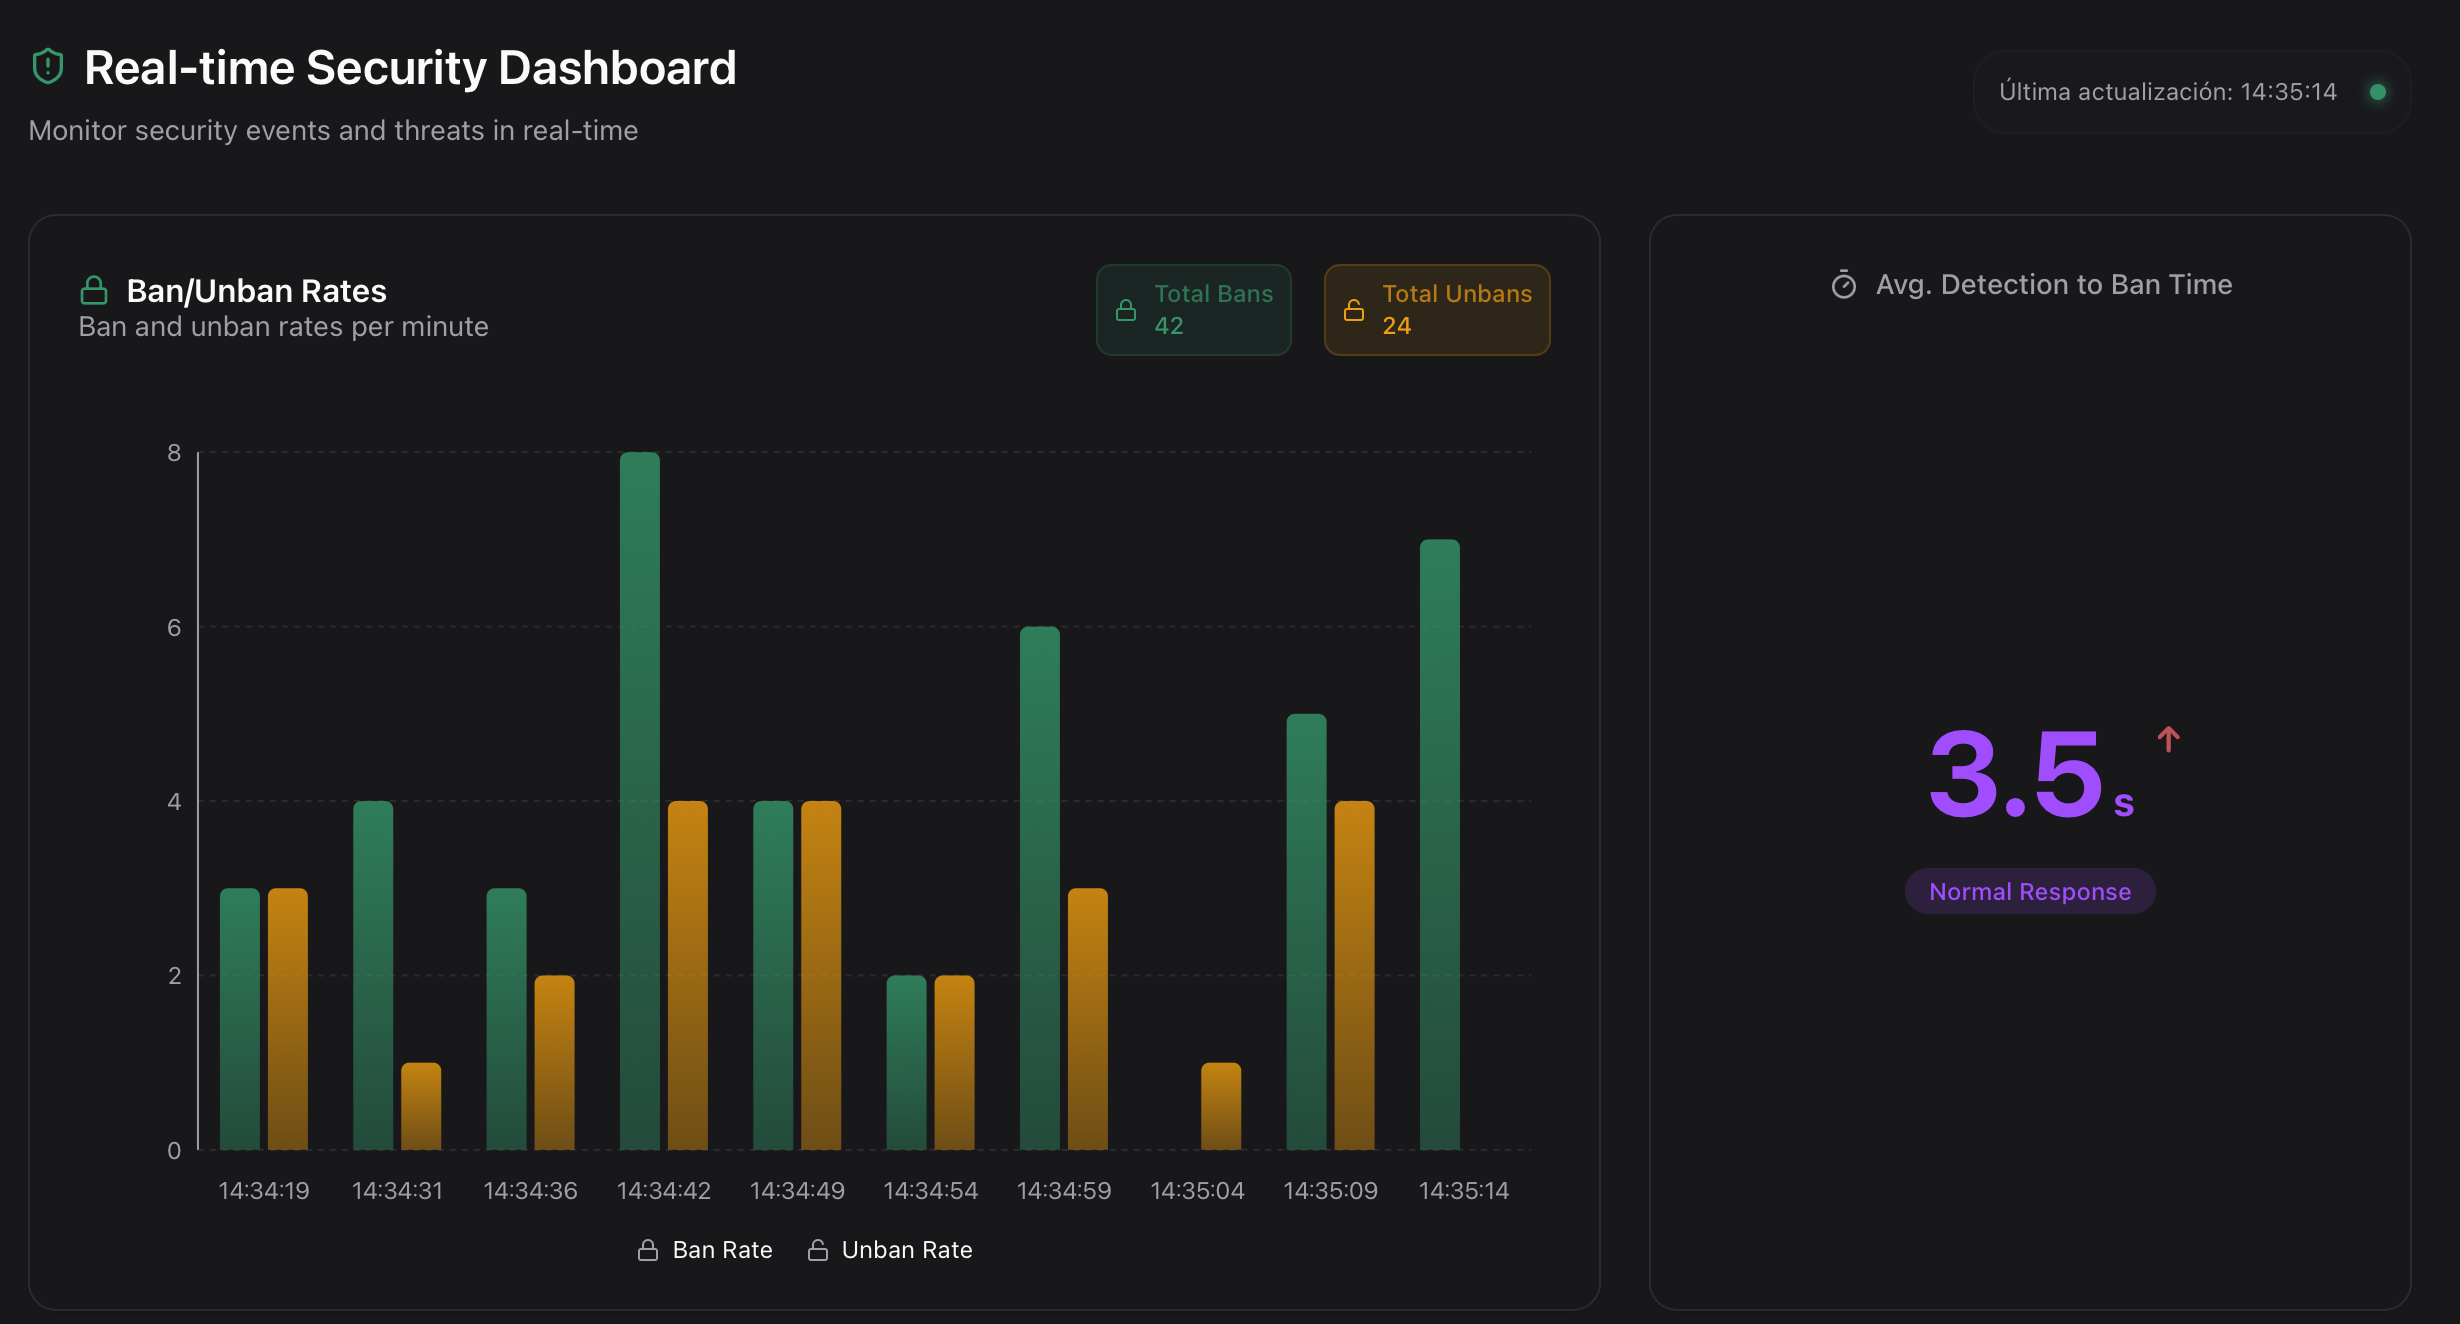 Real-time Security Dashboard
Monitor security events and threats in real-time
Última actualización: 14:35:14
Ban/Unban Rates
Ban and unban rates per minute
Total Bans
42
Total Unbans
24
8
6
4
2
0
14:34:19 14:34:31 14:34:36 14:34:42 14:34:49 14:34:54 14:34:59 14:35:04 14:35:09 14:35:14
Ban Rate Unban Rate
Avg. Detection to Ban Time
3.5 s
Normal Response